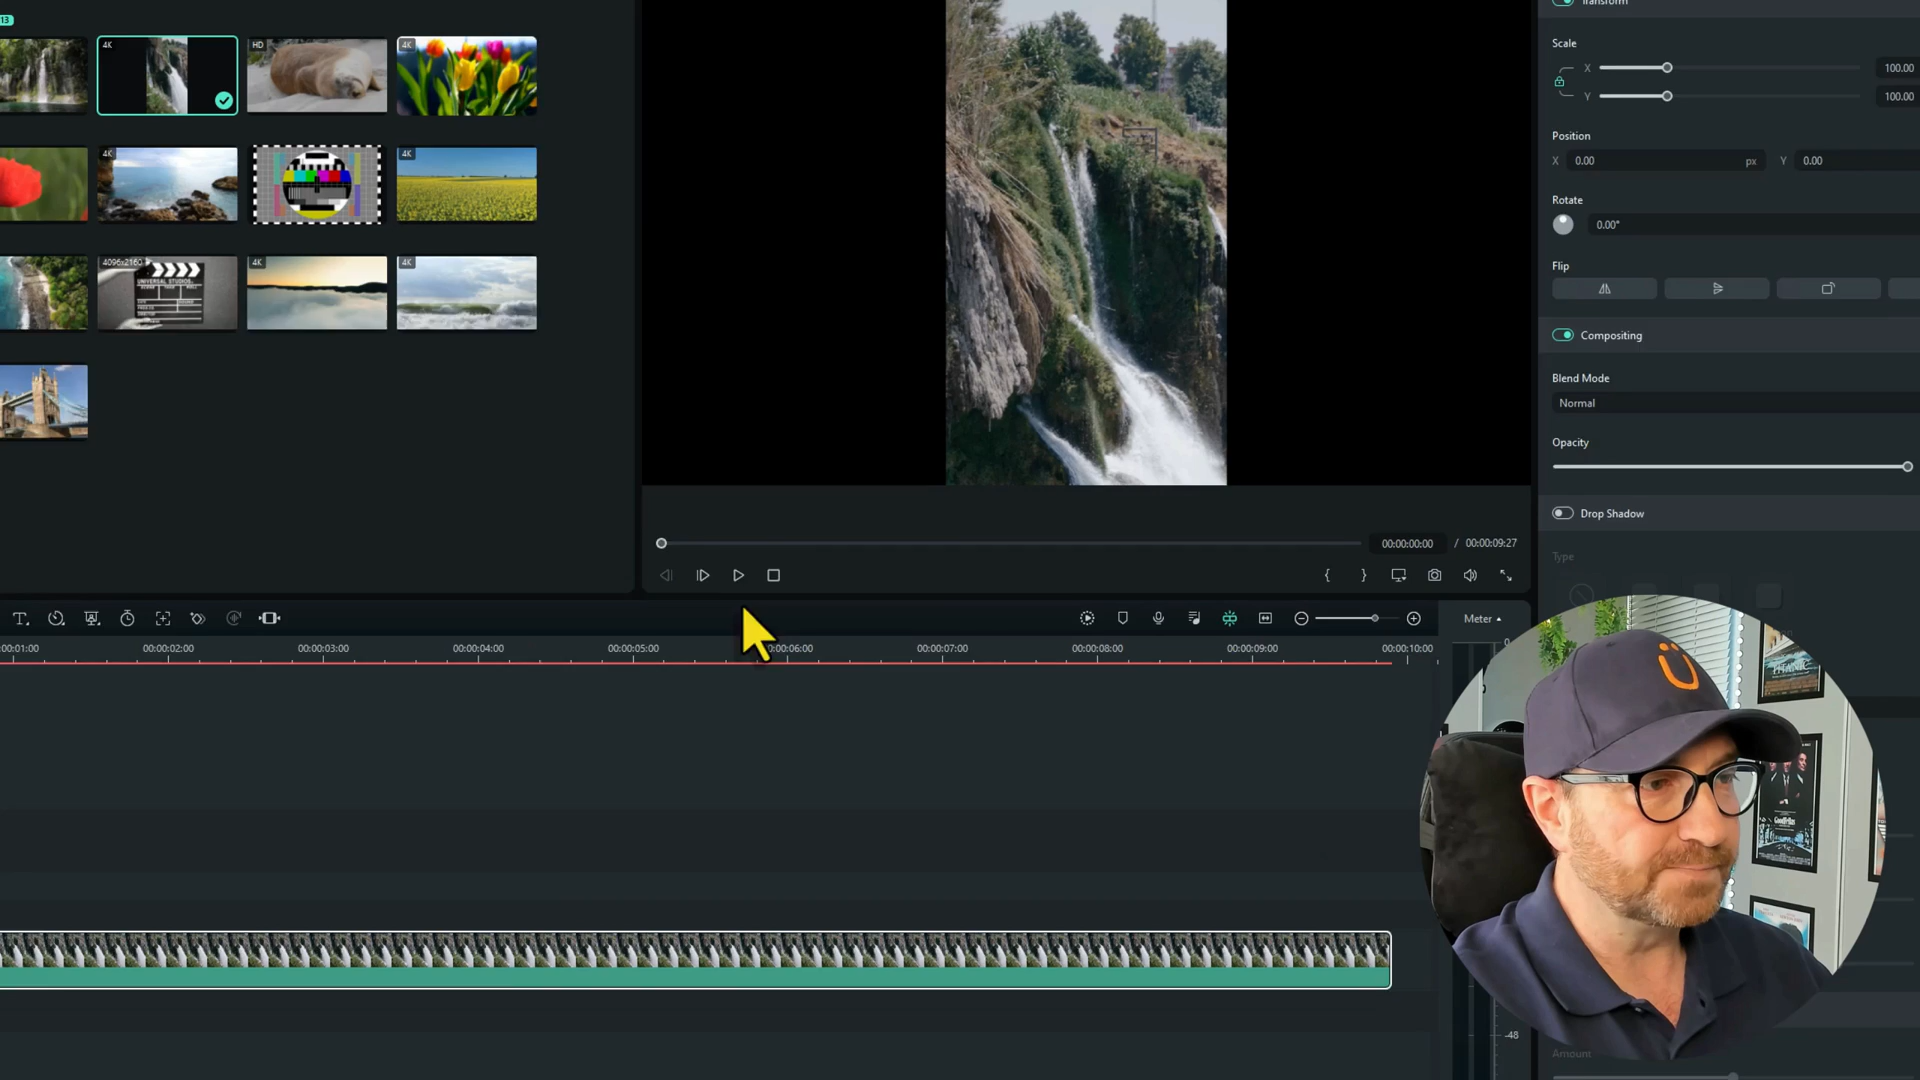 13
Transform
4K
HD
4K
Scale
X
100.00
Y
100.00
Position
X 0.00 px Y 0.00
4K
4K
Rotate
0.00°
Flip
4096x2160
UNIVERSAL STUDIOS
4K
4K
Compositing
Blend Mode
Normal
Opacity
Drop Shadow
00:00:00:00 / 00:00:09:27
Type
Meter
:00:01:00 00:00:02:00 00:00:03:00 00:00:04:00 00:00:05:00 00:06:00 00:00:07:00 00:00:08:00 00:00:09:00 00:00:10:00
0
TITANIC
GoodFellas
-48
Amount